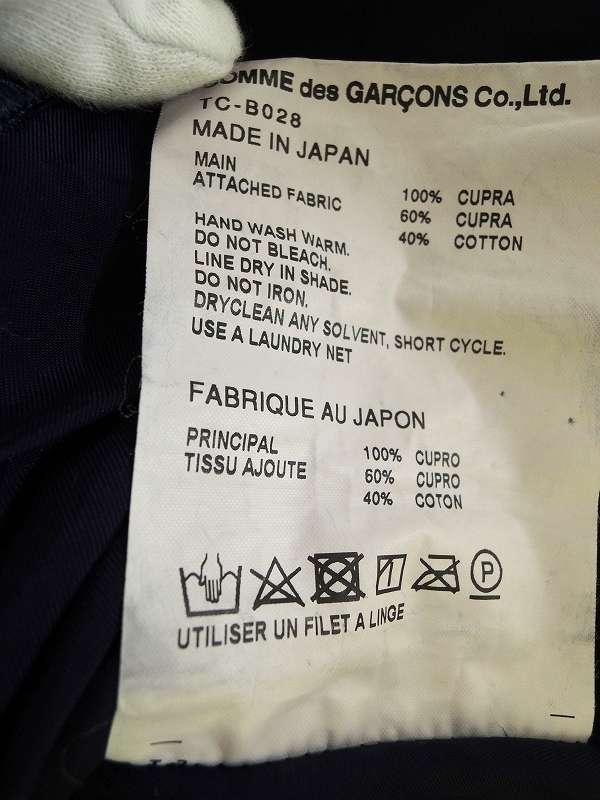 COMME des GARÇONS Co.,Ltd.
TC-B028
MADE IN JAPAN
MAIN 100% CUPRA
ATTACHED FABRIC 60% CUPRA
40% COTTON
HAND WASH WARM.
DO NOT BLEACH.
LINE DRY IN SHADE.
DO NOT IRON.
DRYCLEAN ANY SOLVENT, SHORT CYCLE.
USE A LAUNDRY NET
FABRIQUE AU JAPON
PRINCIPAL 100% CUPRO
TISSU AJOUTE 60% CUPRO
40% COTON
P
UTILISER UN FILET A LINGE